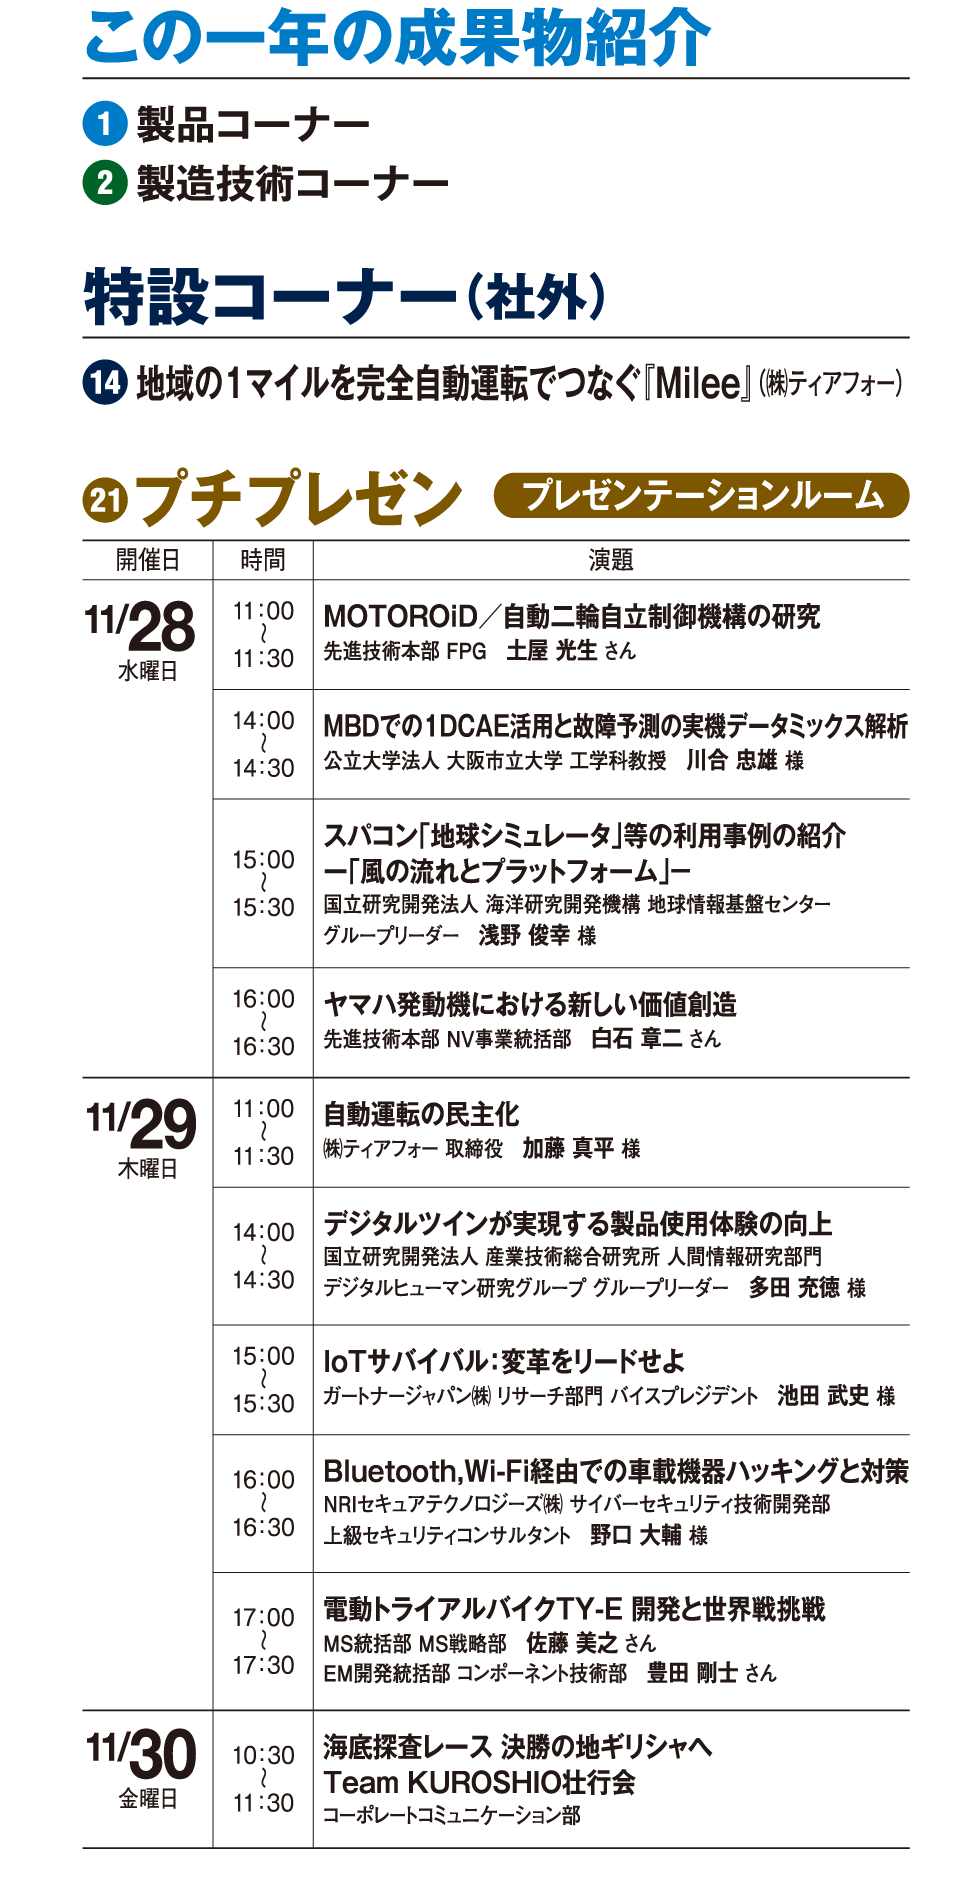 この一年の成果物紹介
1 製品コーナー
2 製造技術コーナー
特設コーナー（社外）
14 地域の1マイルを完全自動運転でつなぐ『Milee』（㈱ティアフォー）
21 プチプレゼン プレゼンテーションルーム
開催日 時間 演題
11/28
水曜日
11:00
〜
11:30
MOTOROiD／自動二輪自立制御機構の研究
先進技術本部 FPG 土屋 光生 さん
14:00
〜
14:30
MBDでの1DCAE活用と故障予測の実機データミックス解析
公立大学法人 大阪市立大学 工学科教授 川合 忠雄 様
15:00
〜
15:30
スパコン「地球シミュレータ」等の利用事例の紹介
ー「風の流れとプラットフォーム」ー
国立研究開発法人 海洋研究開発機構 地球情報基盤センター
グループリーダー 浅野 俊幸 様
16:00
〜
16:30
ヤマハ発動機における新しい価値創造
先進技術本部 NV事業統括部 白石 章二 さん
11/29
木曜日
11:00
〜
11:30
自動運転の民主化
㈱ティアフォー 取締役 加藤 真平 様
14:00
〜
14:30
デジタルツインが実現する製品使用体験の向上
国立研究開発法人 産業技術総合研究所 人間情報研究部門
デジタルヒューマン研究グループ グループリーダー 多田 充徳 様
15:00
〜
15:30
IoTサバイバル：変革をリードせよ
ガートナージャパン㈱ リサーチ部門 バイスプレジデント 池田 武史 様
16:00
〜
16:30
Bluetooth,Wi-Fi経由での車載機器ハッキングと対策
NRIセキュアテクノロジーズ㈱ サイバーセキュリティ技術開発部
上級セキュリティコンサルタント 野口 大輔 様
17:00
〜
17:30
電動トライアルバイクTY-E 開発と世界戦挑戦
MS統括部 MS戦略部 佐藤 美之 さん
EM開発統括部 コンポーネント技術部 豊田 剛士 さん
11/30
金曜日
10:30
〜
11:30
海底探査レース 決勝の地ギリシャへ
Team KUROSHIO壮行会
コーポレートコミュニケーション部